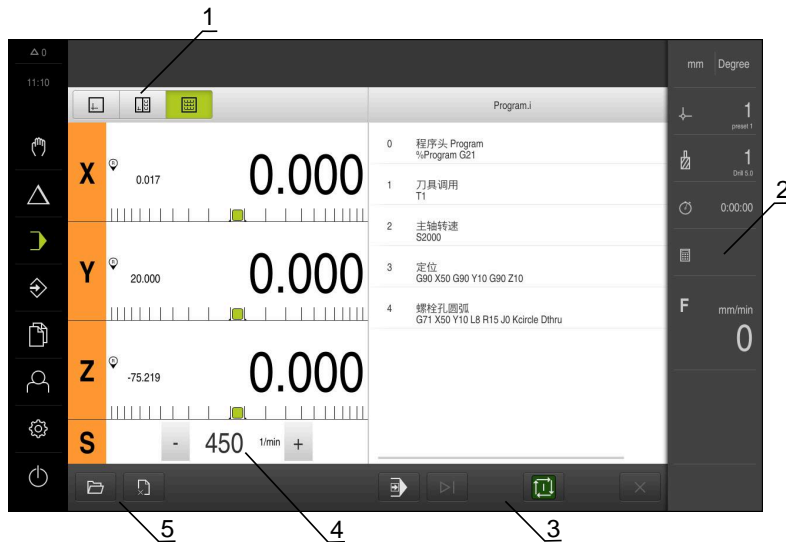 1
0
11:10
mm Degree
Program.i
1
preset 1
1
Drill 5.0
0:00:00
2
F mm/min
0
X R 0.017 0.000
Y R 20.000 0.000
Z R -75.219 0.000
S - 450 1/min +
0 程序头 Program
%Program G21
1 刀具调用
T1
2 主轴转速
S2000
3 定位
G90 X50 G90 Y10 G90 Z10
4 螺栓孔圆弧
G71 X50 Y10 L8 R15 J0 Kcircle Dthru
5
4
3